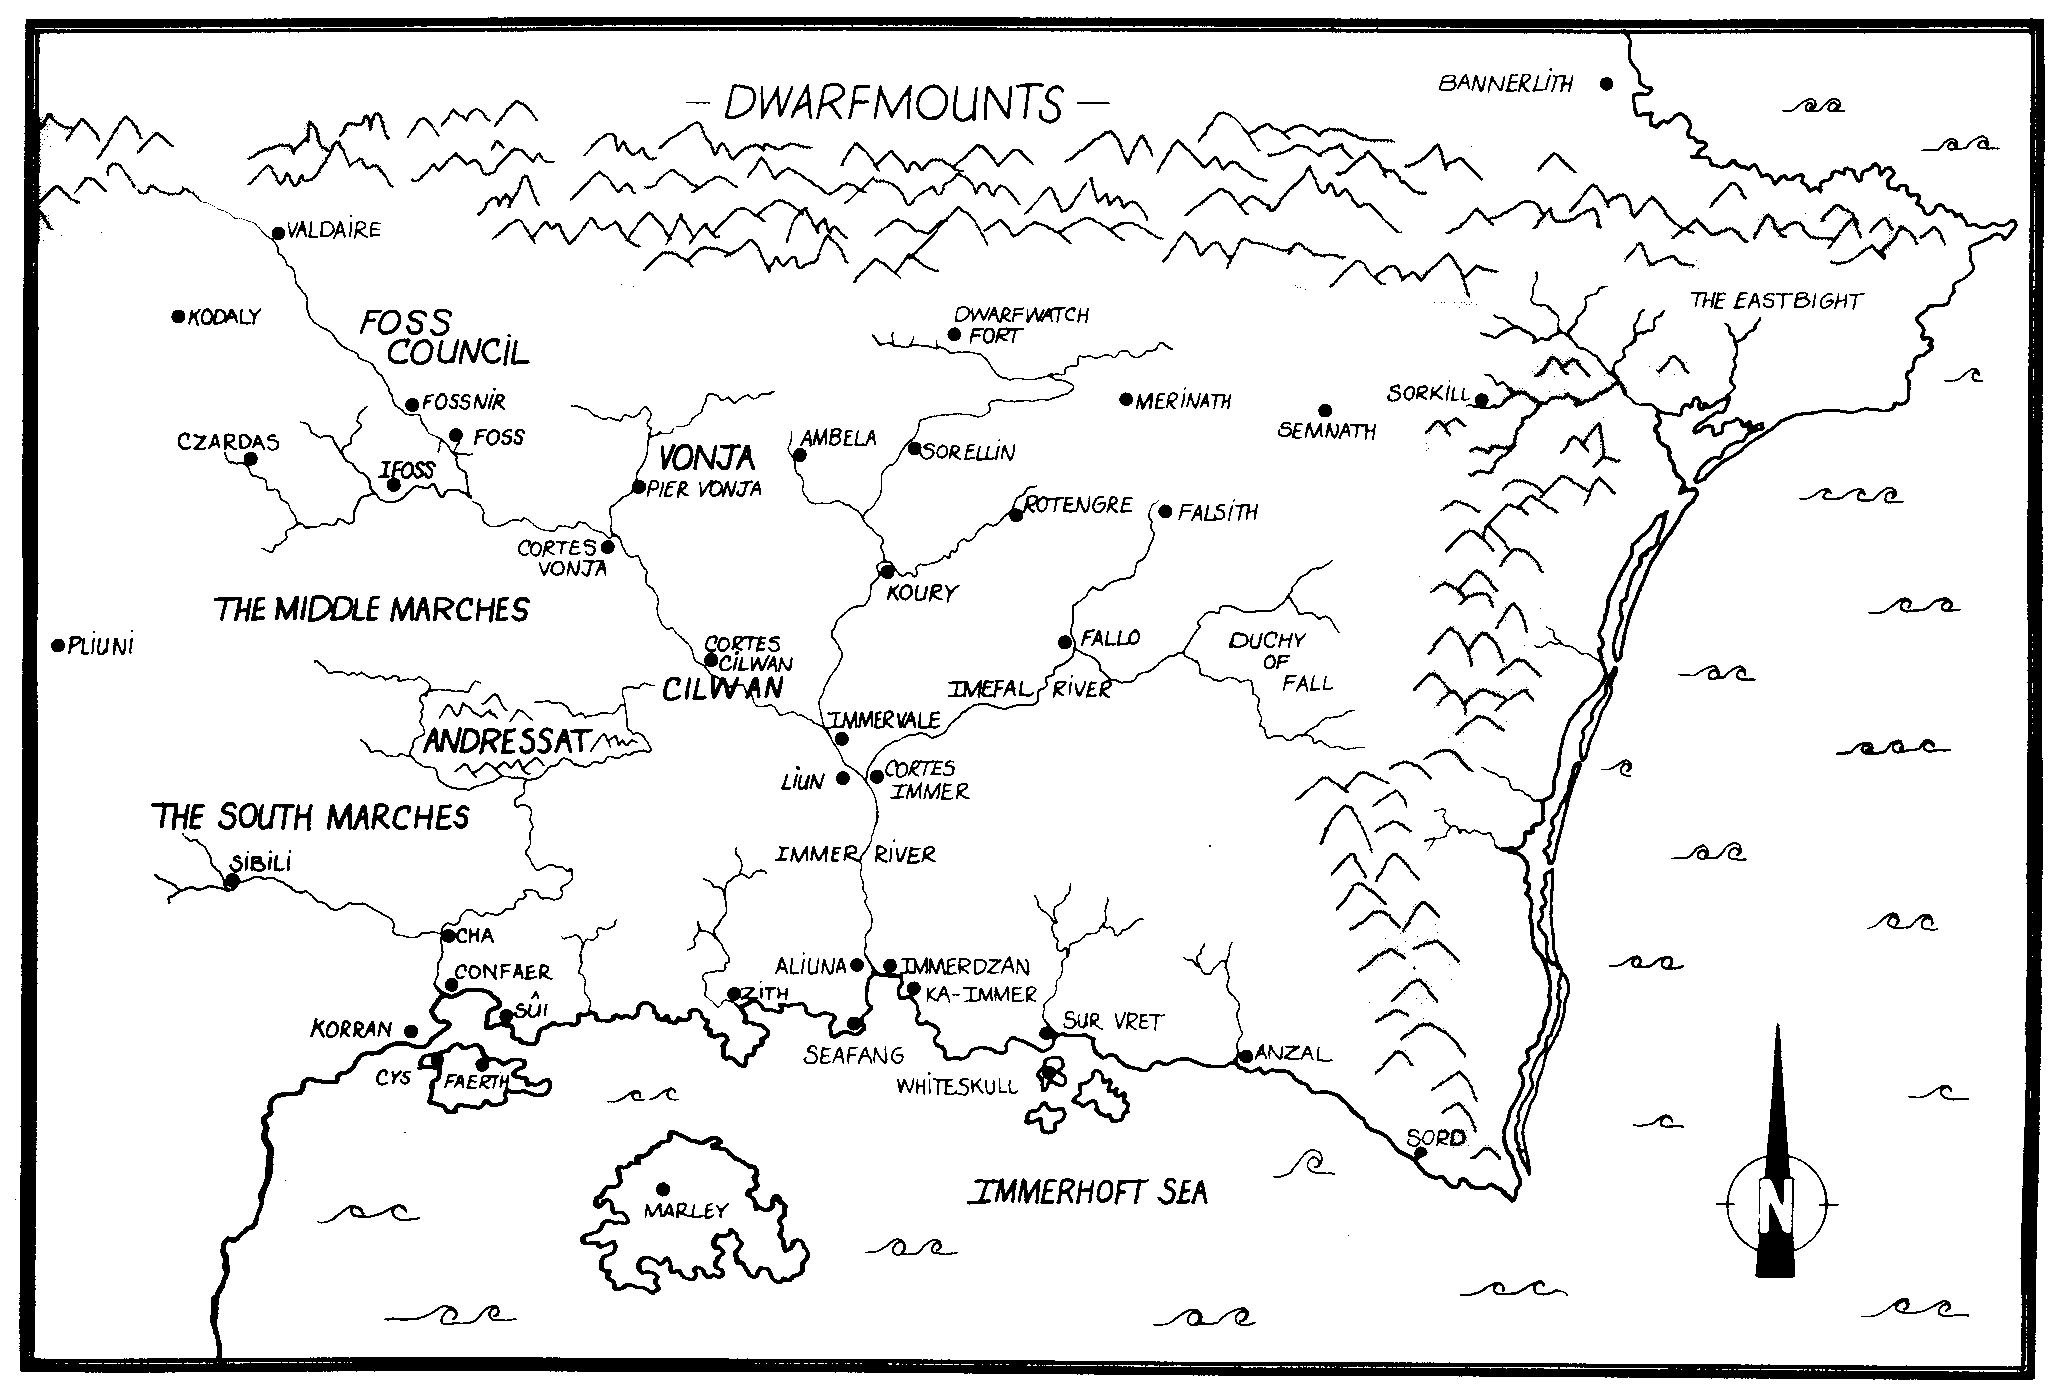 BANNERLITH
- DWARFMOUNTS -
VALDAIRE
THE EASTBIGHT
KODALY
FOSS
COUNCIL
DWARFWATCH
FORT
FOSSNIR
MERINATH
SORKILL
SEMNATH
CZARDAS
FOSS
IFOSS
VONJA
PIER VONJA
AMBELA
SORELLIN
ROTENGRE
FALSITH
CORTES
VONJA
KOURY
THE MIDDLE MARCHES
PLIUNI
CORTES
CILWAN
CILWAN
FALLO
DUCHY
OF
FALL
IMEFAL RIVER
IMMERVALE
ANDRESSAT
LIUN
CORTES
IMMER
THE SOUTH MARCHES
SIBILI
IMMER RIVER
CHA
CONFAER
SÛI
KORRAN
CYS
FAERTH
ZITH
ALIUNA
IMMERDZAN
KA-IMMER
SEAFANG
SUR VRET
WHITESKULL
ANZAL
SORD
MARLEY
IMMERHOFT SEA
N